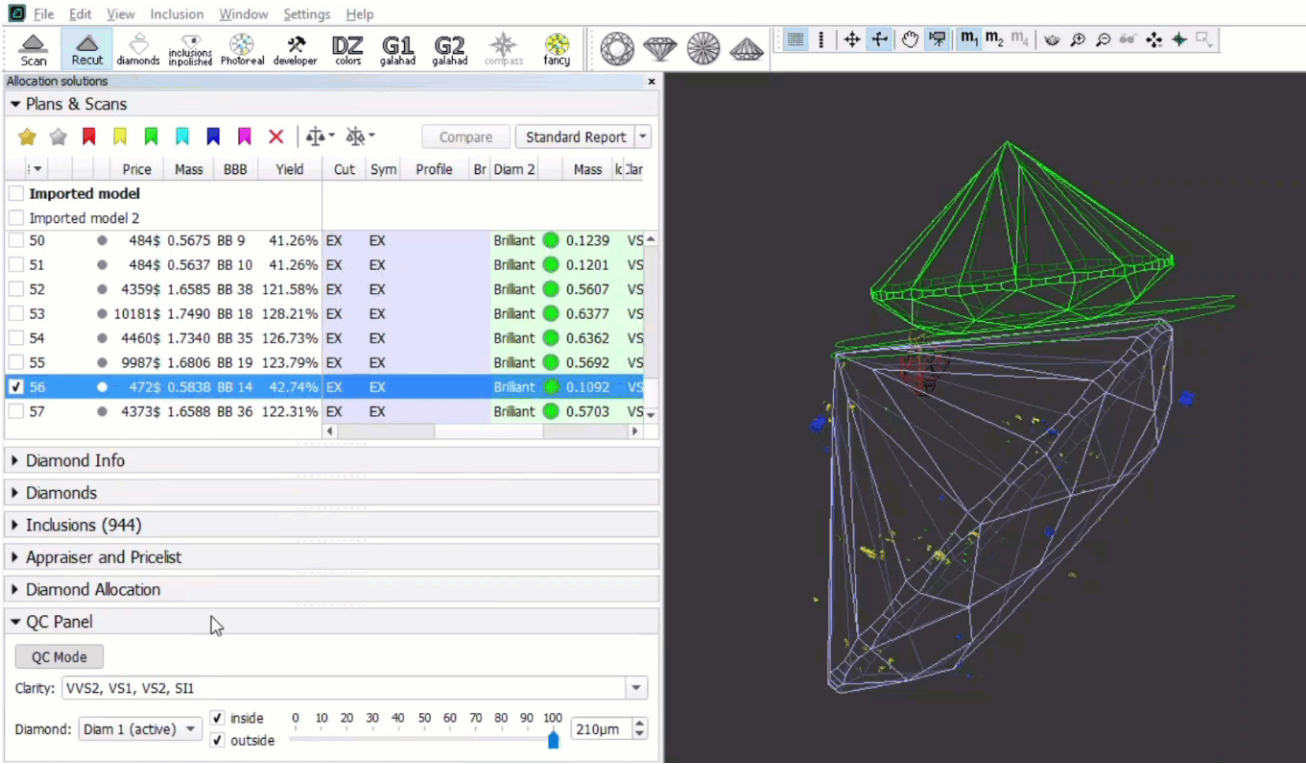 File Edit View Inclusion Window Settings Help
Scan Recut diamonds inclusions inpolished Photoreal developer DZ colors G1 galahad G2 galahad compass fancy m1 m2 m4
Allocation solutions
Plans & Scans
Compare Standard Report
Price Mass BBB Yield Cut Sym Profile Br Diam 2 Mass
Imported model
Imported model 2
50 484$ 0.5675 BB 9 41.26% EX EX Brilliant 0.1239 VS
51 484$ 0.5637 BB 10 41.26% EX EX Brilliant 0.1201 VS
52 4359$ 1.6585 BB 38 121.58% EX EX Brilliant 0.5607 VS
53 10181$ 1.7490 BB 18 128.21% EX EX Brilliant 0.6377 VS
54 4460$ 1.7340 BB 35 126.73% EX EX Brilliant 0.6362 VS
55 9987$ 1.6806 BB 19 123.79% EX EX Brilliant 0.5692 VS
56 472$ 0.5838 BB 14 42.74% EX EX Brilliant 0.1092 VS
57 4373$ 1.6588 BB 36 122.31% EX EX Brilliant 0.5703 VS
Diamond Info
Diamonds
Inclusions (944)
Appraiser and Pricelist
Diamond Allocation
QC Panel
QC Mode
Clarity: VVS2, VS1, VS2, SI1
Diamond: Diam 1 (active) inside 0 10 20 30 40 50 60 70 80 90 100 210µm
outside